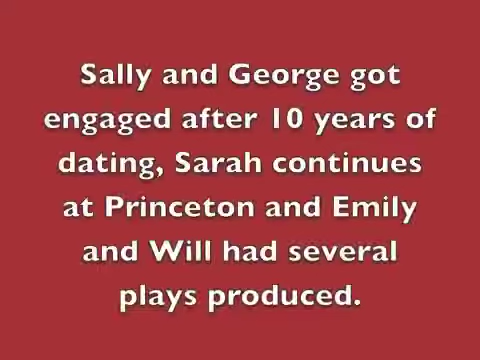 Sally and George got
engaged after 10 years of
dating, Sarah continues
at Princeton and Emily
and Will had several
plays produced.